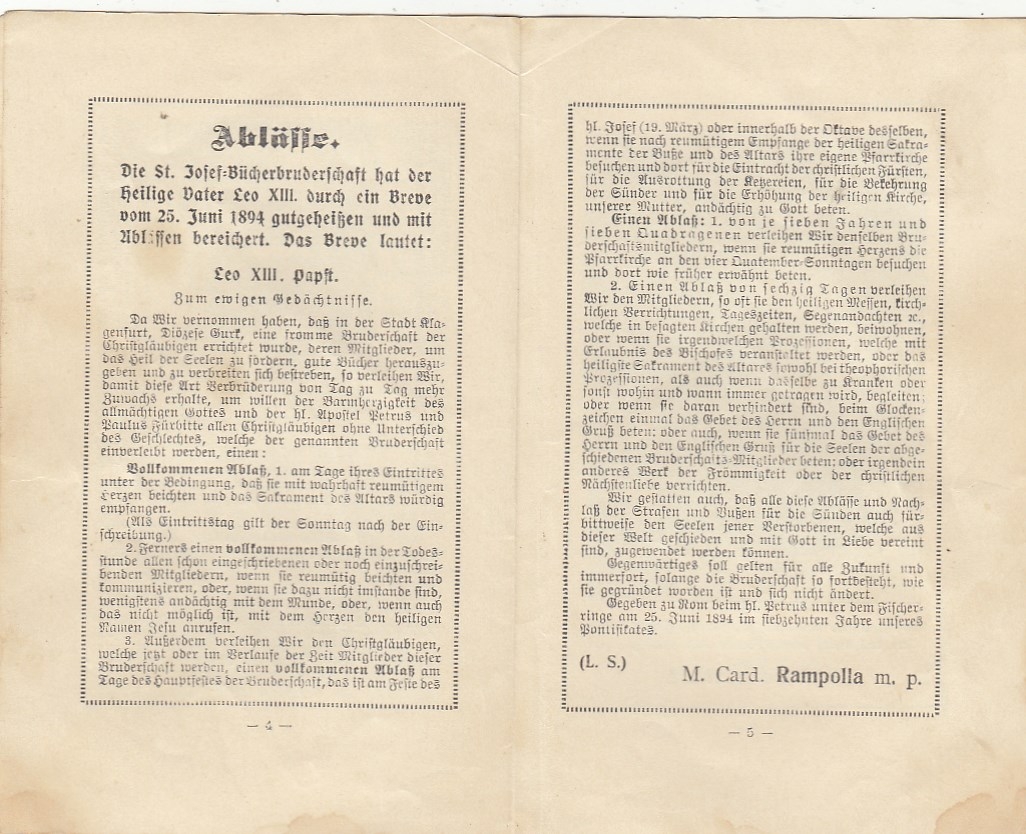 Ablässe.
Die St. Josef-Bücherbruderschaft hat der
Heilige Vater Leo XIII. durch ein Breve
vom 25. Juni 1894 gutgeheißen und mit
Ablässen bereichert. Das Breve lautet:
Leo XIII. Papst.
Zum ewigen Gedächtnisse.
Da Wir vernommen haben, daß in der Stadt Kla-
genfurt, Diözese Gurk, eine fromme Bruderschaft der
Christgläubigen errichtet wurde, deren Mitglieder, um
das Heil der Seelen zu fördern, gute Bücher herauszu-
geben und zu verbreiten sich bestreben, so verleihen Wir,
damit diese Art Verbrüderung von Tag zu Tag mehr
Zuwachs erhalte, um willen der Barmherzigkeit des
allmächtigen Gottes und der hl. Apostel Petrus und
Paulus Fürbitte allen Christgläubigen ohne Unterschied
des Geschlechtes, welche der genannten Bruderschaft
einverleibt werden, einen:
Vollkommenen Ablaß, 1. am Tage ihres Eintrittes
unter der Bedingung, daß sie mit wahrhaft reumütigem
Herzen beichten und das Sakrament des Altars würdig
empfangen.
(Als Eintrittstag gilt der Sonntag nach der Ein-
schreibung.)
2. Ferners einen vollkommenen Ablaß in der Todes-
stunde allen schon eingeschriebenen oder noch einzuschrei-
benden Mitgliedern, wenn sie reumütig beichten und
kommunizieren, oder, wenn sie dazu nicht imstande sind,
wenigstens andächtig mit dem Munde, oder, wenn auch
das nicht möglich ist, mit dem Herzen den heiligen
Namen Jesu anrufen.
3. Außerdem verleihen Wir den Christgläubigen,
welche jetzt oder im Verlaufe der Zeit Mitglieder dieser
Bruderschaft werden, einen vollkommenen Ablaß am
Tage des Hauptfestes der Bruderschaft, das ist am Feste des
— 4 —
hl. Josef (19. März) oder innerhalb der Oktave desselben,
wenn sie nach reumütigem Empfange der heiligen Sakra-
mente der Buße und des Altars ihre eigene Pfarrkirche
besuchen und dort für die Eintracht der christlichen Fürsten,
für die Ausrottung der Ketzereien, für die Bekehrung
der Sünder und für die Erhöhung der heiligen Kirche,
unserer Mutter, andächtig zu Gott beten.
Einen Ablaß: 1. von je sieben Jahren und
sieben Quadragenen verleihen Wir denselben Bru-
derschaftsmitgliedern, wenn sie reumütigen Herzens die
Pfarrkirche an den vier Quatember-Sonntagen besuchen
und dort wie früher erwähnt beten.
2. Einen Ablaß von sechzig Tagen verleihen
Wir den Mitgliedern, so oft sie den heiligen Messen, kirch-
lichen Verrichtungen, Tageszeiten, Segenandachten ꝛc.,
welche in besagten Kirchen gehalten werden, beiwohnen,
oder wenn sie irgendwelchen Prozessionen, welche mit
Erlaubnis des Bischofes veranstaltet werden, oder das
heiligste Sakrament des Altares sowohl bei theophorischen
Prozessionen, als auch wenn dasselbe zu Kranken oder
sonst wohin und wann immer getragen wird, begleiten;
oder wenn sie daran verhindert sind, beim Glocken-
zeichen einmal das Gebet des Herrn und den Englischen
Gruß beten; oder auch, wenn sie fünfmal das Gebet des
Herrn und den Englischen Gruß für die Seelen der abge-
schiedenen Bruderschafts-Mitglieder beten; oder irgendein
anderes Werk der Frömmigkeit oder der christlichen
Nächstenliebe verrichten.
Wir gestatten auch, daß alle diese Ablässe und Nach-
laß der Strafen und Bußen für die Sünden auch für-
bittweise den Seelen jener Verstorbenen, welche aus
dieser Welt geschieden und mit Gott in Liebe vereint
sind, zugewendet werden können.
Gegenwärtiges soll gelten für alle Zukunft und
immerfort, solange die Bruderschaft so fortbesteht, wie
sie gegründet worden ist und sich nicht ändert.
Gegeben zu Rom beim hl. Petrus unter dem Fischer-
ringe am 25. Juni 1894 im siebzehnten Jahre unseres
Pontifikates.
(L. S.)
M. Card. Rampolla m. p.
— 5 —